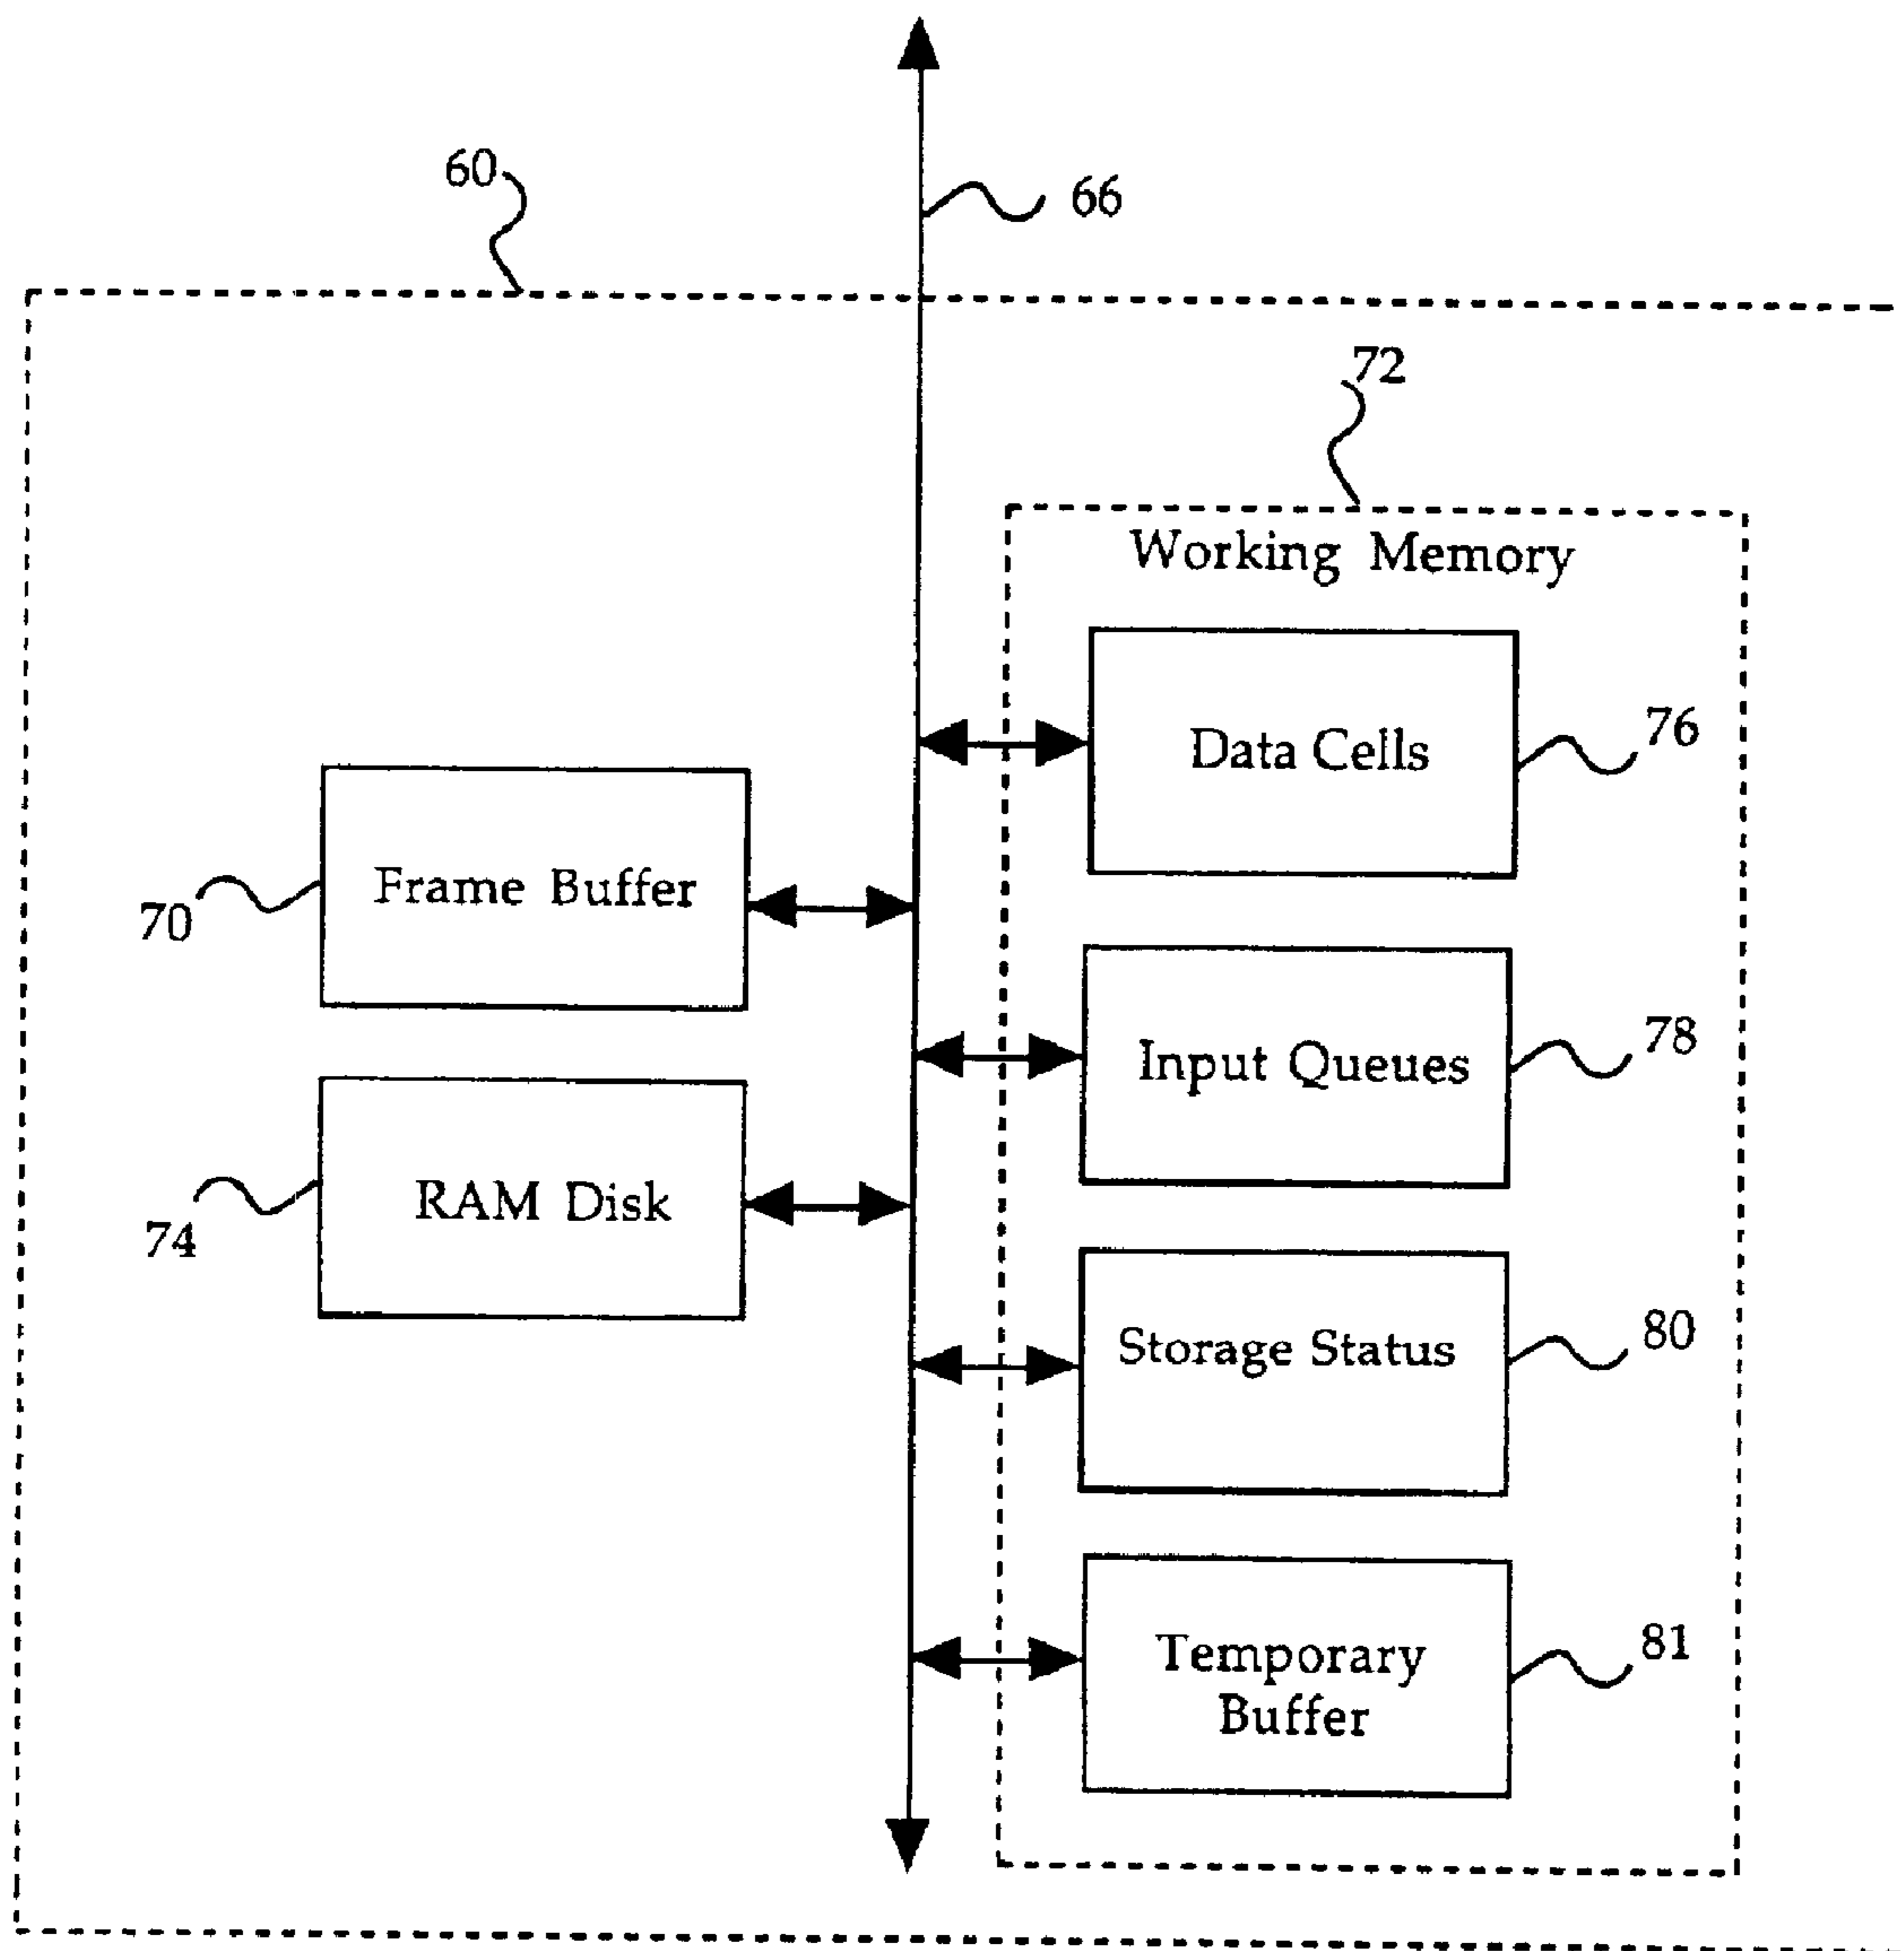 60
66
72
Working Memory
Data Cells
76
Frame Buffer
70
Input Queues
78
RAM Disk
74
Storage Status
80
Temporary
Buffer
81